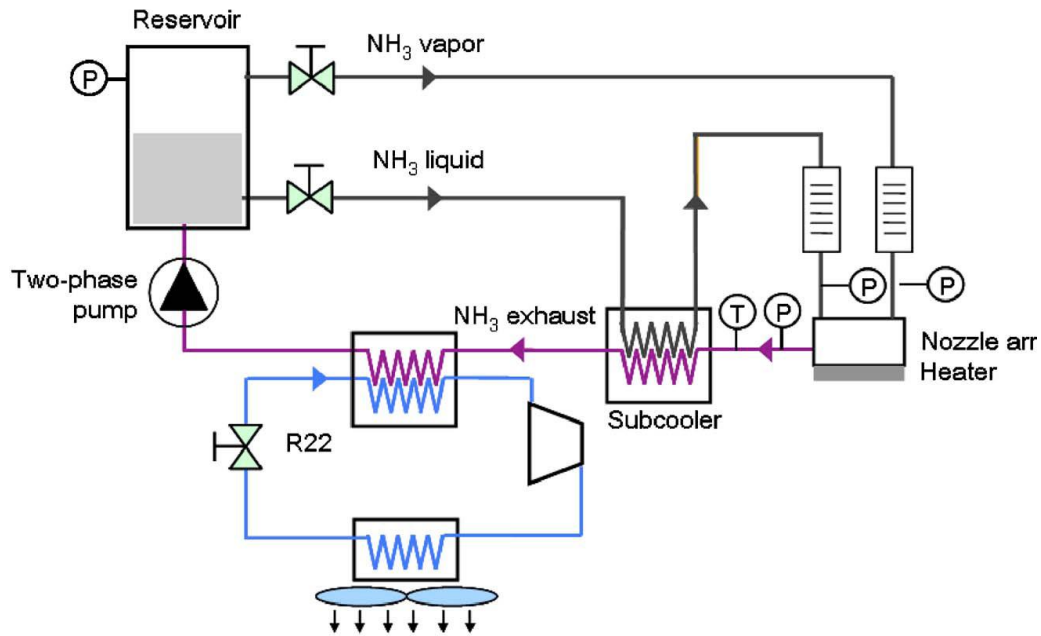 Reservoir
P
NH₃ vapor
NH₃ liquid
Two-phase
pump
NH₃ exhaust
T
P
P
P
Nozzle arr
Heater
Subcooler
R22